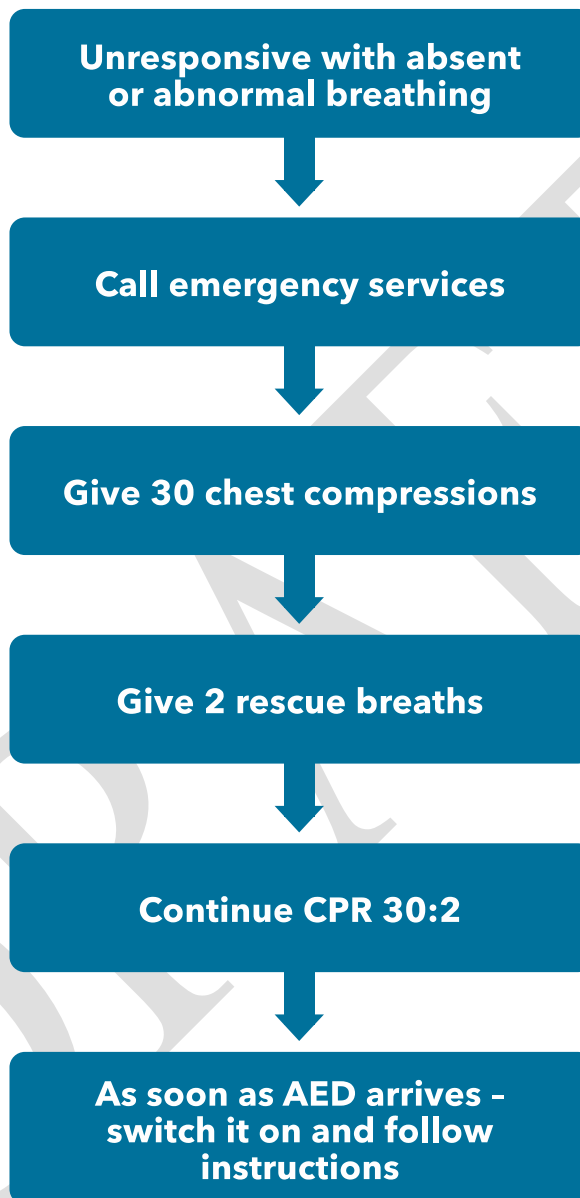 Unresponsive with absent
or abnormal breathing
Call emergency services
Give 30 chest compressions
Give 2 rescue breaths
Continue CPR 30:2
As soon as AED arrives –
switch it on and follow
instructions